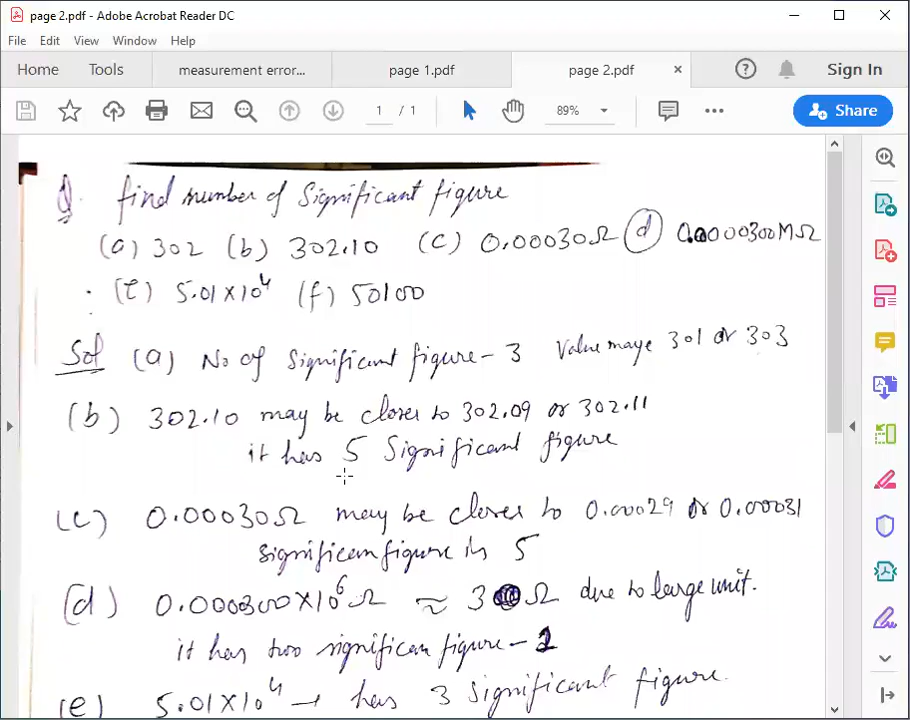 page 2.pdf - Adobe Acrobat Reader DC
File Edit View Window Help
Home Tools measurement error... page 1.pdf page 2.pdf × Sign In
1 / 1 89% Share
Q. find number of Significant figure
(a) 302 (b) 302.10 (c) 0.00030Ω (d) 0.0000300MΩ
(e) 5.01×10⁴ (f) 50100
Sol (a) No of Significant figure - 3 Value maye 301 or 303
(b) 302.10 may be closer to 302.09 or 302.11
it has 5 Significant figure
(c) 0.00030Ω may be closer to 0.00029 or 0.00031
significan figure is 5
(d) 0.000300×10⁶Ω ≈ 3 Ω due to large unit.
it has two significan figure - 2
(e) 5.01×10⁴ → has 3 significant figure.